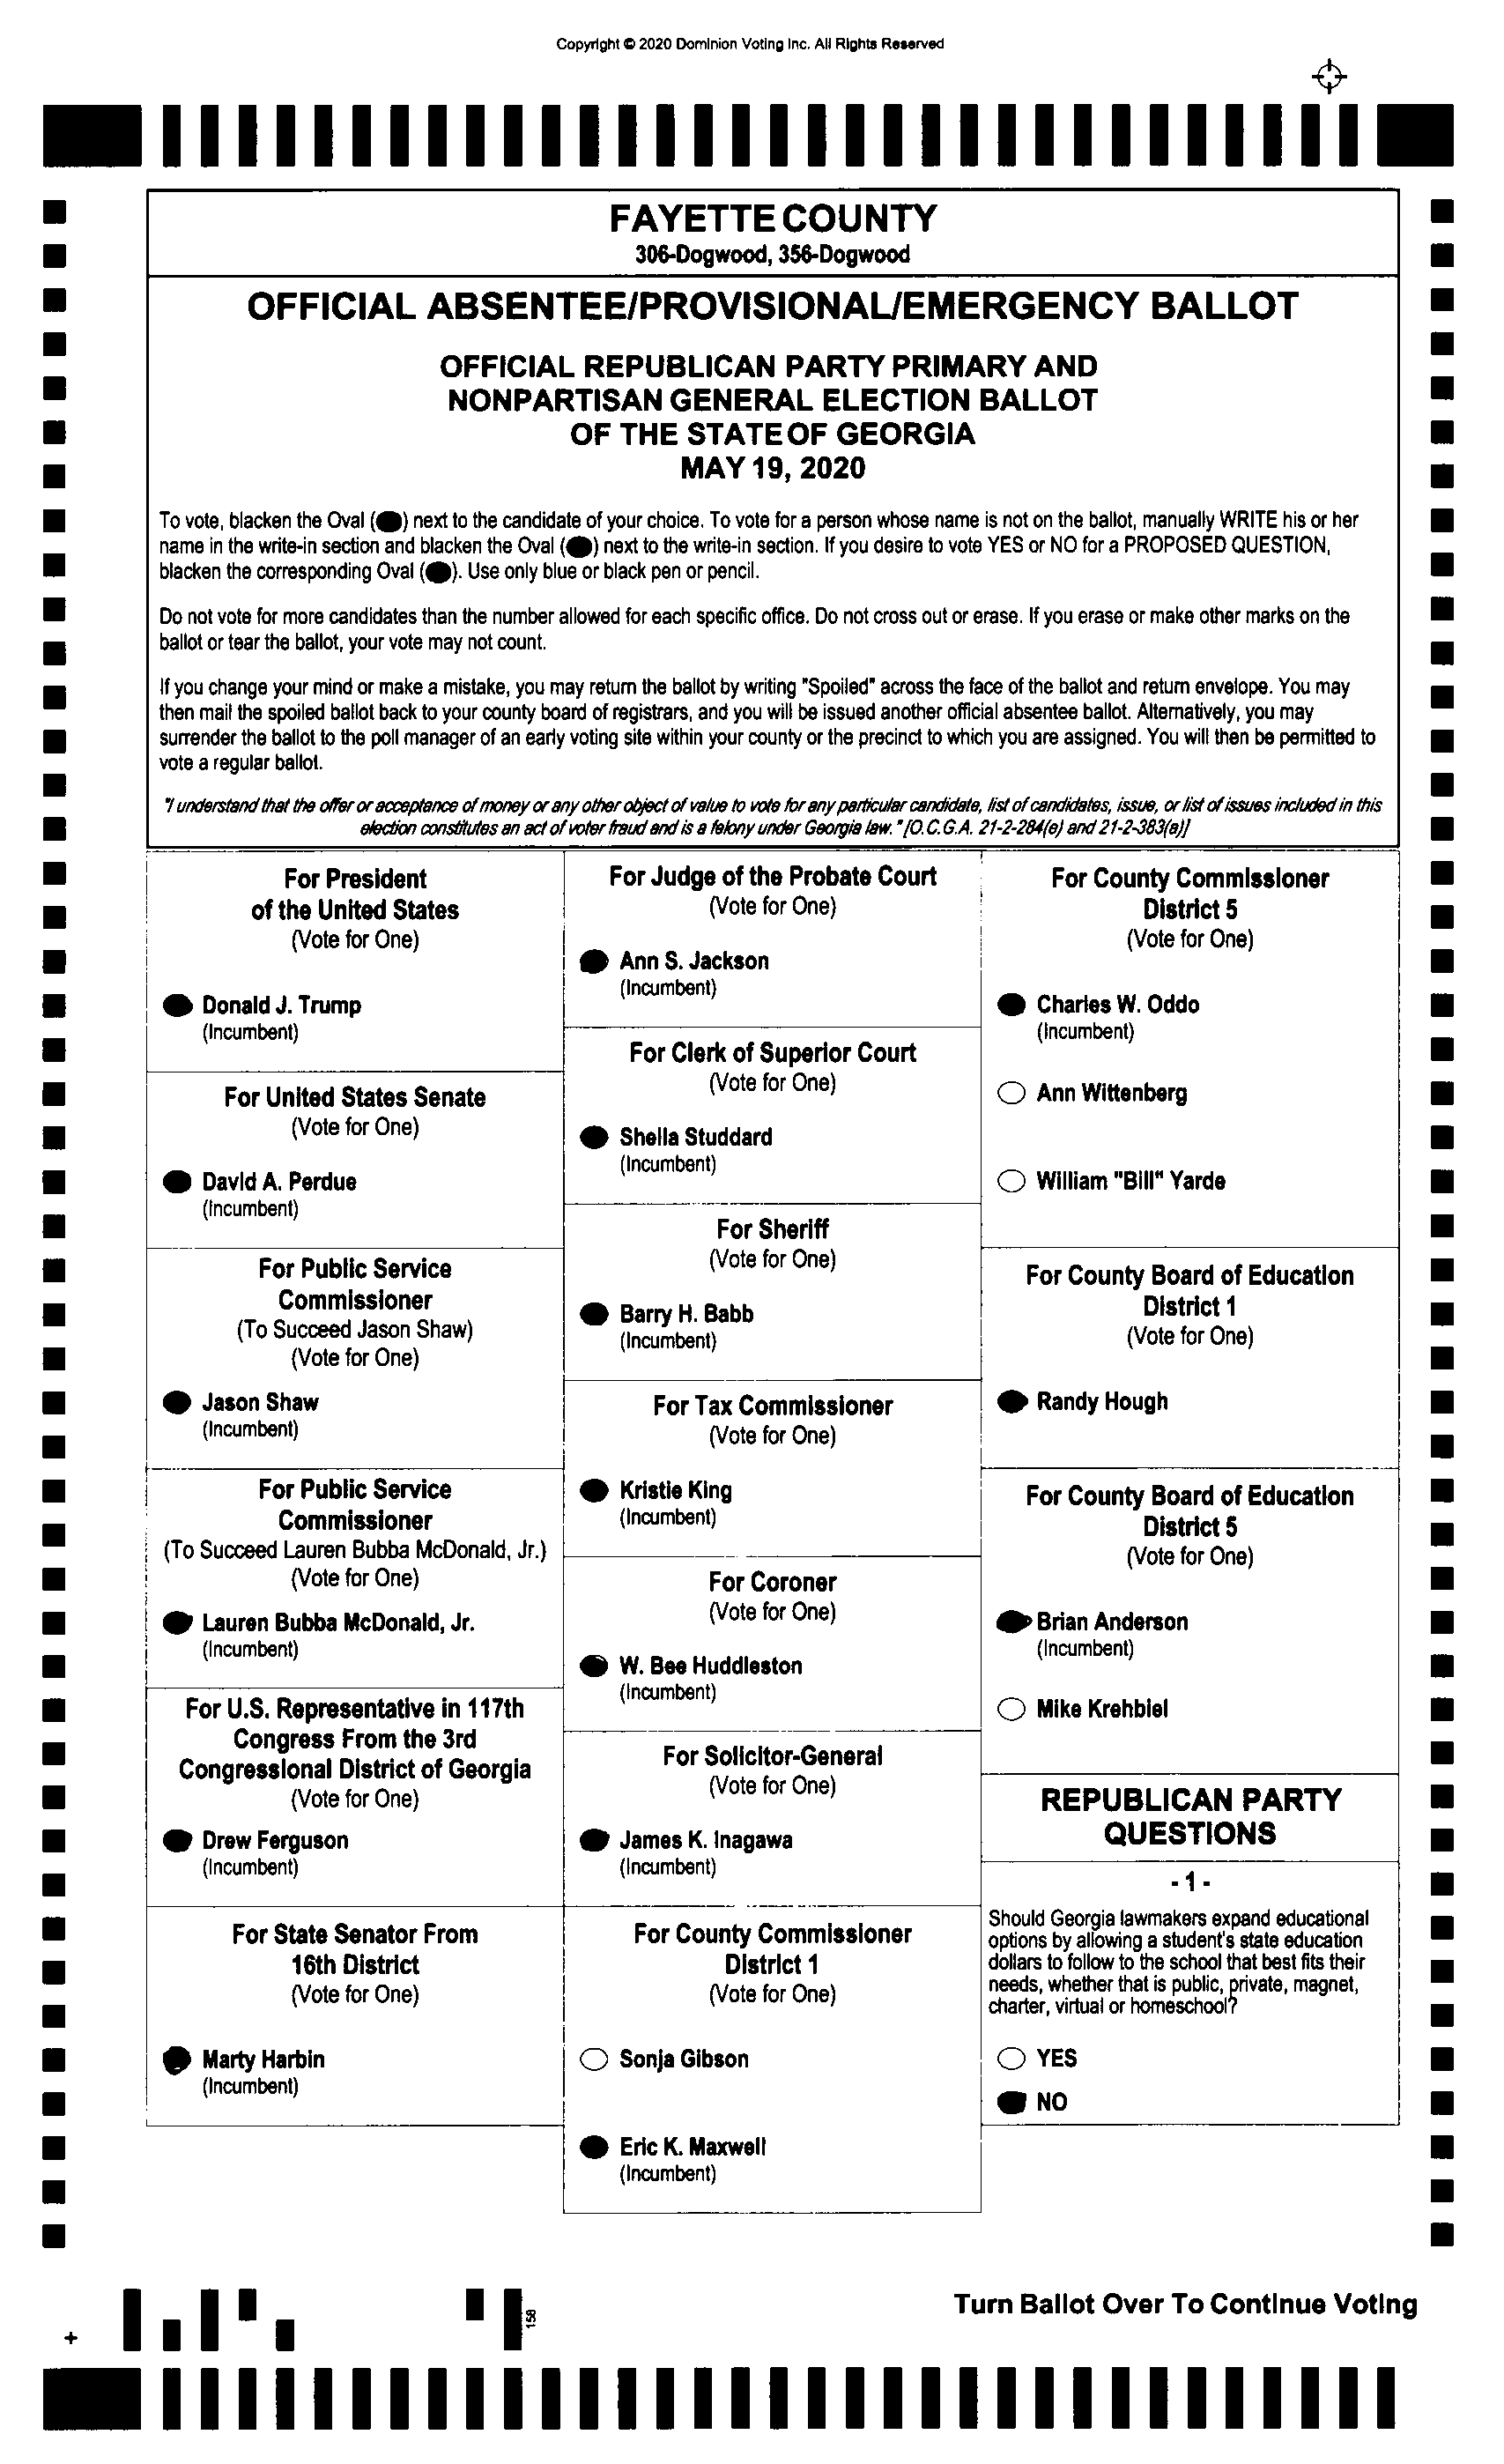 Copyright © 2020 Dominion Voting Inc. All Rights Reserved
FAYETTE COUNTY
306-Dogwood, 356-Dogwood
OFFICIAL ABSENTEE/PROVISIONAL/EMERGENCY BALLOT
OFFICIAL REPUBLICAN PARTY PRIMARY AND
NONPARTISAN GENERAL ELECTION BALLOT
OF THE STATE OF GEORGIA
MAY 19, 2020
To vote, blacken the Oval () next to the candidate of your choice. To vote for a person whose name is not on the ballot, manually WRITE his or her
name in the write-in section and blacken the Oval () next to the write-in section. If you desire to vote YES or NO for a PROPOSED QUESTION,
blacken the corresponding Oval (). Use only blue or black pen or pencil.
Do not vote for more candidates than the number allowed for each specific office. Do not cross out or erase. If you erase or make other marks on the
ballot or tear the ballot, your vote may not count.
If you change your mind or make a mistake, you may return the ballot by writing "Spoiled" across the face of the ballot and return envelope. You may
then mail the spoiled ballot back to your county board of registrars, and you will be issued another official absentee ballot. Alternatively, you may
surrender the ballot to the poll manager of an early voting site within your county or the precinct to which you are assigned. You will then be permitted to
vote a regular ballot.
"I understand that the offer or acceptance of money or any other object of value to vote for any particular candidate, list of candidates, issue, or list of issues included in this
election constitutes an act of voter fraud and is a felony under Georgia law." [O.C.G.A. 21-2-284(e) and 21-2-383(a)]
For President
of the United States
(Vote for One)
Donald J. Trump
(Incumbent)
For United States Senate
(Vote for One)
David A. Perdue
(Incumbent)
For Public Service
Commissioner
(To Succeed Jason Shaw)
(Vote for One)
Jason Shaw
(Incumbent)
For Public Service
Commissioner
(To Succeed Lauren Bubba McDonald, Jr.)
(Vote for One)
Lauren Bubba McDonald, Jr.
(Incumbent)
For U.S. Representative in 117th
Congress From the 3rd
Congressional District of Georgia
(Vote for One)
Drew Ferguson
(Incumbent)
For State Senator From
16th District
(Vote for One)
Marty Harbin
(Incumbent)
For Judge of the Probate Court
(Vote for One)
Ann S. Jackson
(Incumbent)
For Clerk of Superior Court
(Vote for One)
Sheila Studdard
(Incumbent)
For Sheriff
(Vote for One)
Barry H. Babb
(Incumbent)
For Tax Commissioner
(Vote for One)
Kristie King
(Incumbent)
For Coroner
(Vote for One)
W. Bee Huddleston
(Incumbent)
For Solicitor-General
(Vote for One)
James K. Inagawa
(Incumbent)
For County Commissioner
District 1
(Vote for One)
Sonja Gibson
Eric K. Maxwell
(Incumbent)
For County Commissioner
District 5
(Vote for One)
Charles W. Oddo
(Incumbent)
Ann Wittenberg
William "Bill" Yarde
For County Board of Education
District 1
(Vote for One)
Randy Hough
For County Board of Education
District 5
(Vote for One)
Brian Anderson
(Incumbent)
Mike Krehbiel
REPUBLICAN PARTY
QUESTIONS
- 1 -
Should Georgia lawmakers expand educational
options by allowing a student's state education
dollars to follow to the school that best fits their
needs, whether that is public, private, magnet,
charter, virtual or homeschool?
YES
NO
158
Turn Ballot Over To Continue Voting